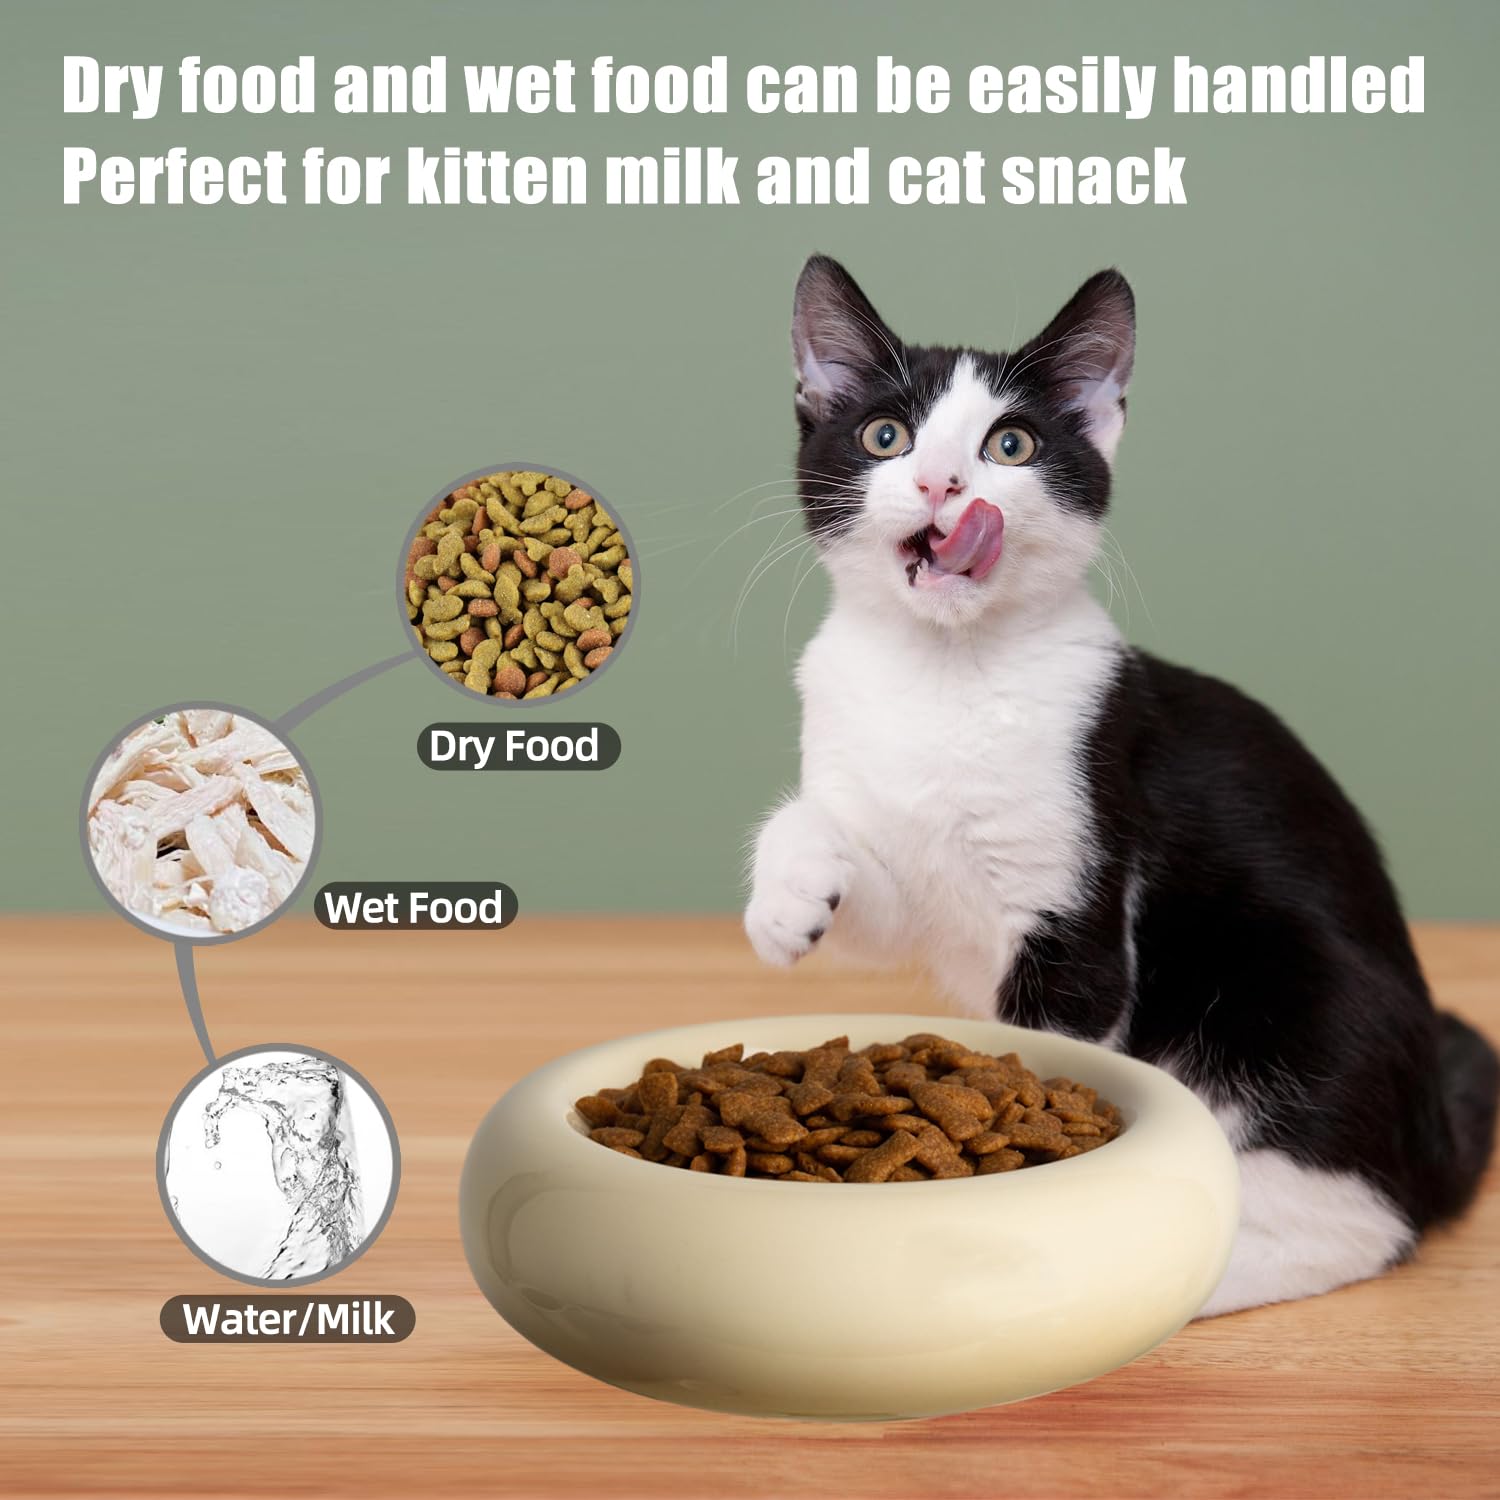 Dry food and wet food can be easily handled
Perfect for kitten milk and cat snack
Dry Food
Wet Food
Water/Milk